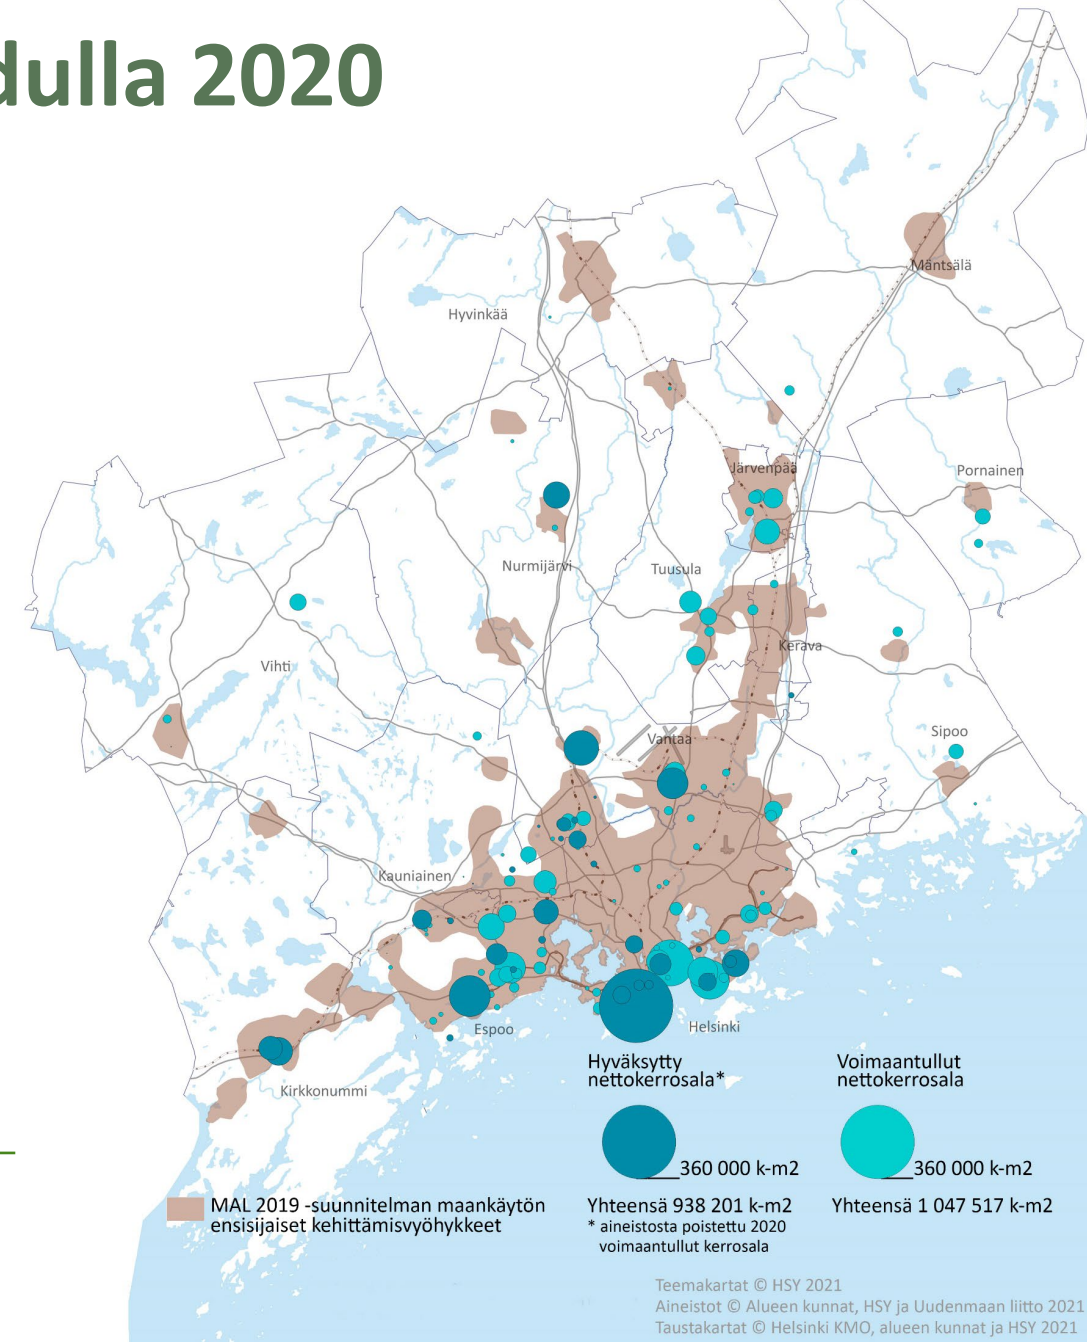 dulla 2020
Mäntsälä
Hyvinkää
Järvenpää
Pornainen
Nurmijärvi
Tuusula
Kerava
Vihti
Sipoo
Vantaa
Kauniainen
Espoo
Helsinki
Kirkkonummi
Hyväksytty
nettokerrosala*
360 000 k-m2
Yhteensä 938 201 k-m2
* aineistosta poistettu 2020
voimaantullut kerrosala
Voimaantullut
nettokerrosala
360 000 k-m2
Yhteensä 1 047 517 k-m2
MAL 2019 -suunnitelman maankäytön
ensisijaiset kehittämisvyöhykkeet
Teemakartat © HSY 2021
Aineistot © Alueen kunnat, HSY ja Uudenmaan liitto 2021
Taustakartat © Helsinki KMO, alueen kunnat ja HSY 2021